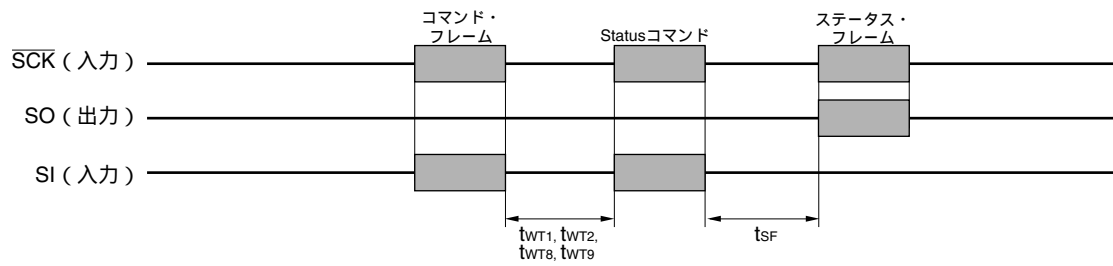 コマンド・
フレーム
Statusコマンド
ステータス・
フレーム
SCK（入力）
SO（出力）
SI（入力）
tWT1, tWT2,
tWT8, tWT9
tSF